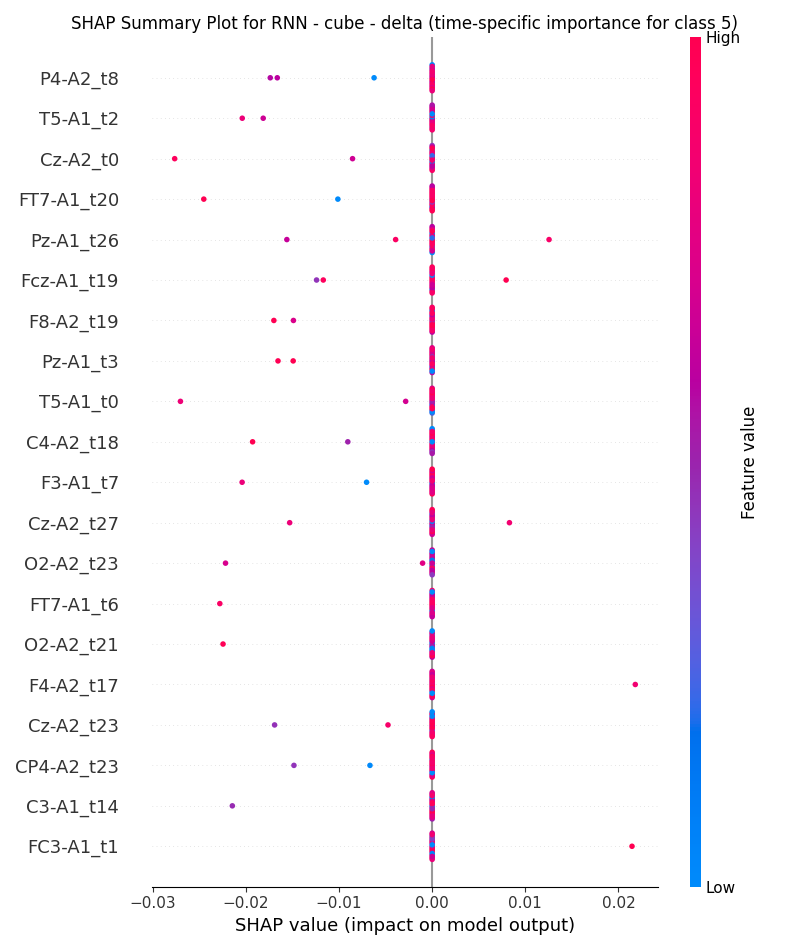 SHAP Summary Plot for RNN - cube - delta (time-specific importance for class 5)
High
P4-A2_t8
T5-A1_t2
Cz-A2_t0
FT7-A1_t20
Pz-A1_t26
Fcz-A1_t19
F8-A2_t19
Pz-A1_t3
T5-A1_t0
C4-A2_t18
F3-A1_t7
Cz-A2_t27
O2-A2_t23
FT7-A1_t6
O2-A2_t21
F4-A2_t17
Cz-A2_t23
CP4-A2_t23
C3-A1_t14
FC3-A1_t1
Feature value
Low
−0.03 −0.02 −0.01 0.00 0.01 0.02
SHAP value (impact on model output)